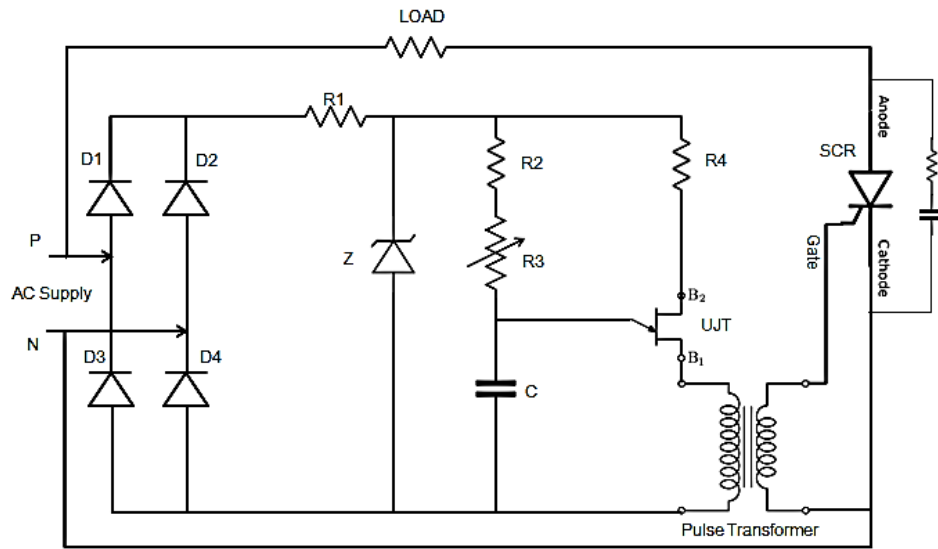 LOAD
R1
D1
D2
R2
R4
SCR
Anode
P
Z
R3
Gate
Cathode
AC Supply
B2
UJT
N
B1
D3
D4
C
Pulse Transformer